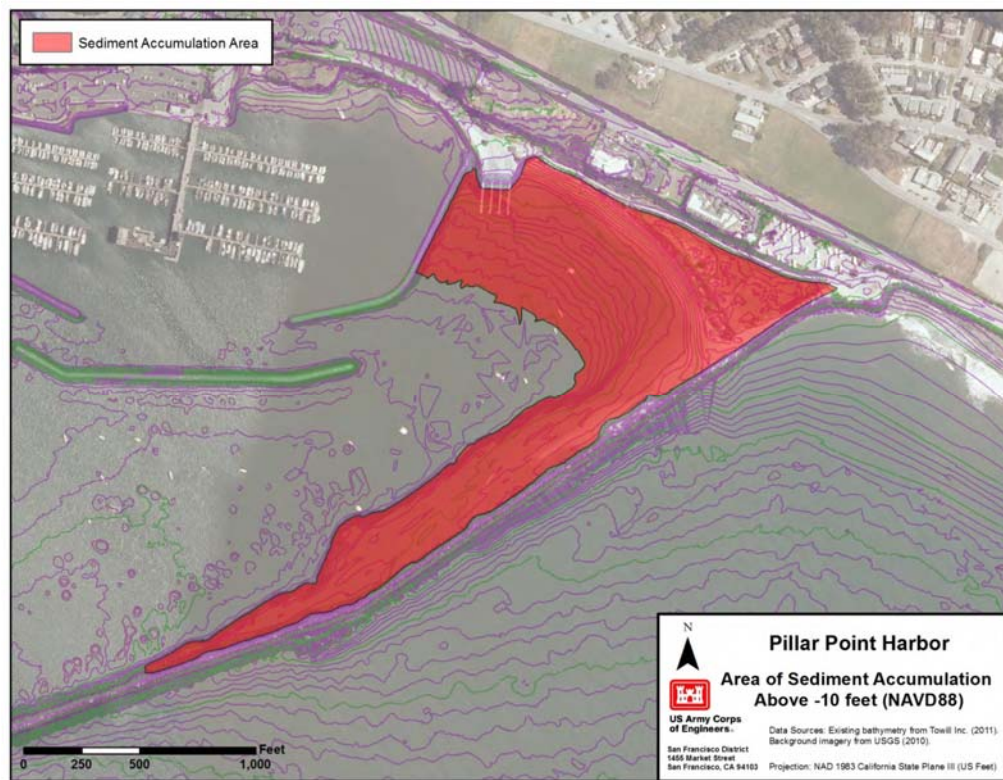 Sediment Accumulation Area
N
Pillar Point Harbor
Area of Sediment Accumulation
Above -10 feet (NAVD88)
US Army Corps
of Engineers.
San Francisco District
1455 Market Street
San Francisco, CA 94103
Data Sources: Existing bathymetry from Towill Inc. (2011).
Background imagery from USGS (2010).
Projection: NAD 1983 California State Plane III (US Feet)
Feet
0 250 500 1,000